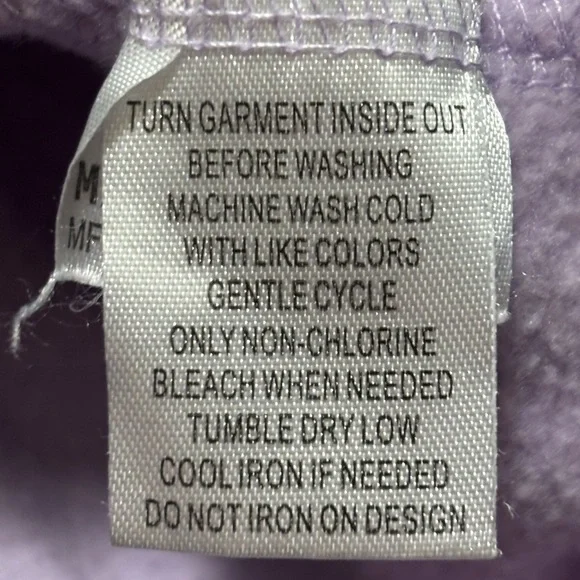 TURN GARMENT INSIDE OUT
BEFORE WASHING
MACHINE WASH COLD
WITH LIKE COLORS
GENTLE CYCLE
ONLY NON-CHLORINE
BLEACH WHEN NEEDED
TUMBLE DRY LOW
COOL IRON IF NEEDED
DO NOT IRON ON DESIGN